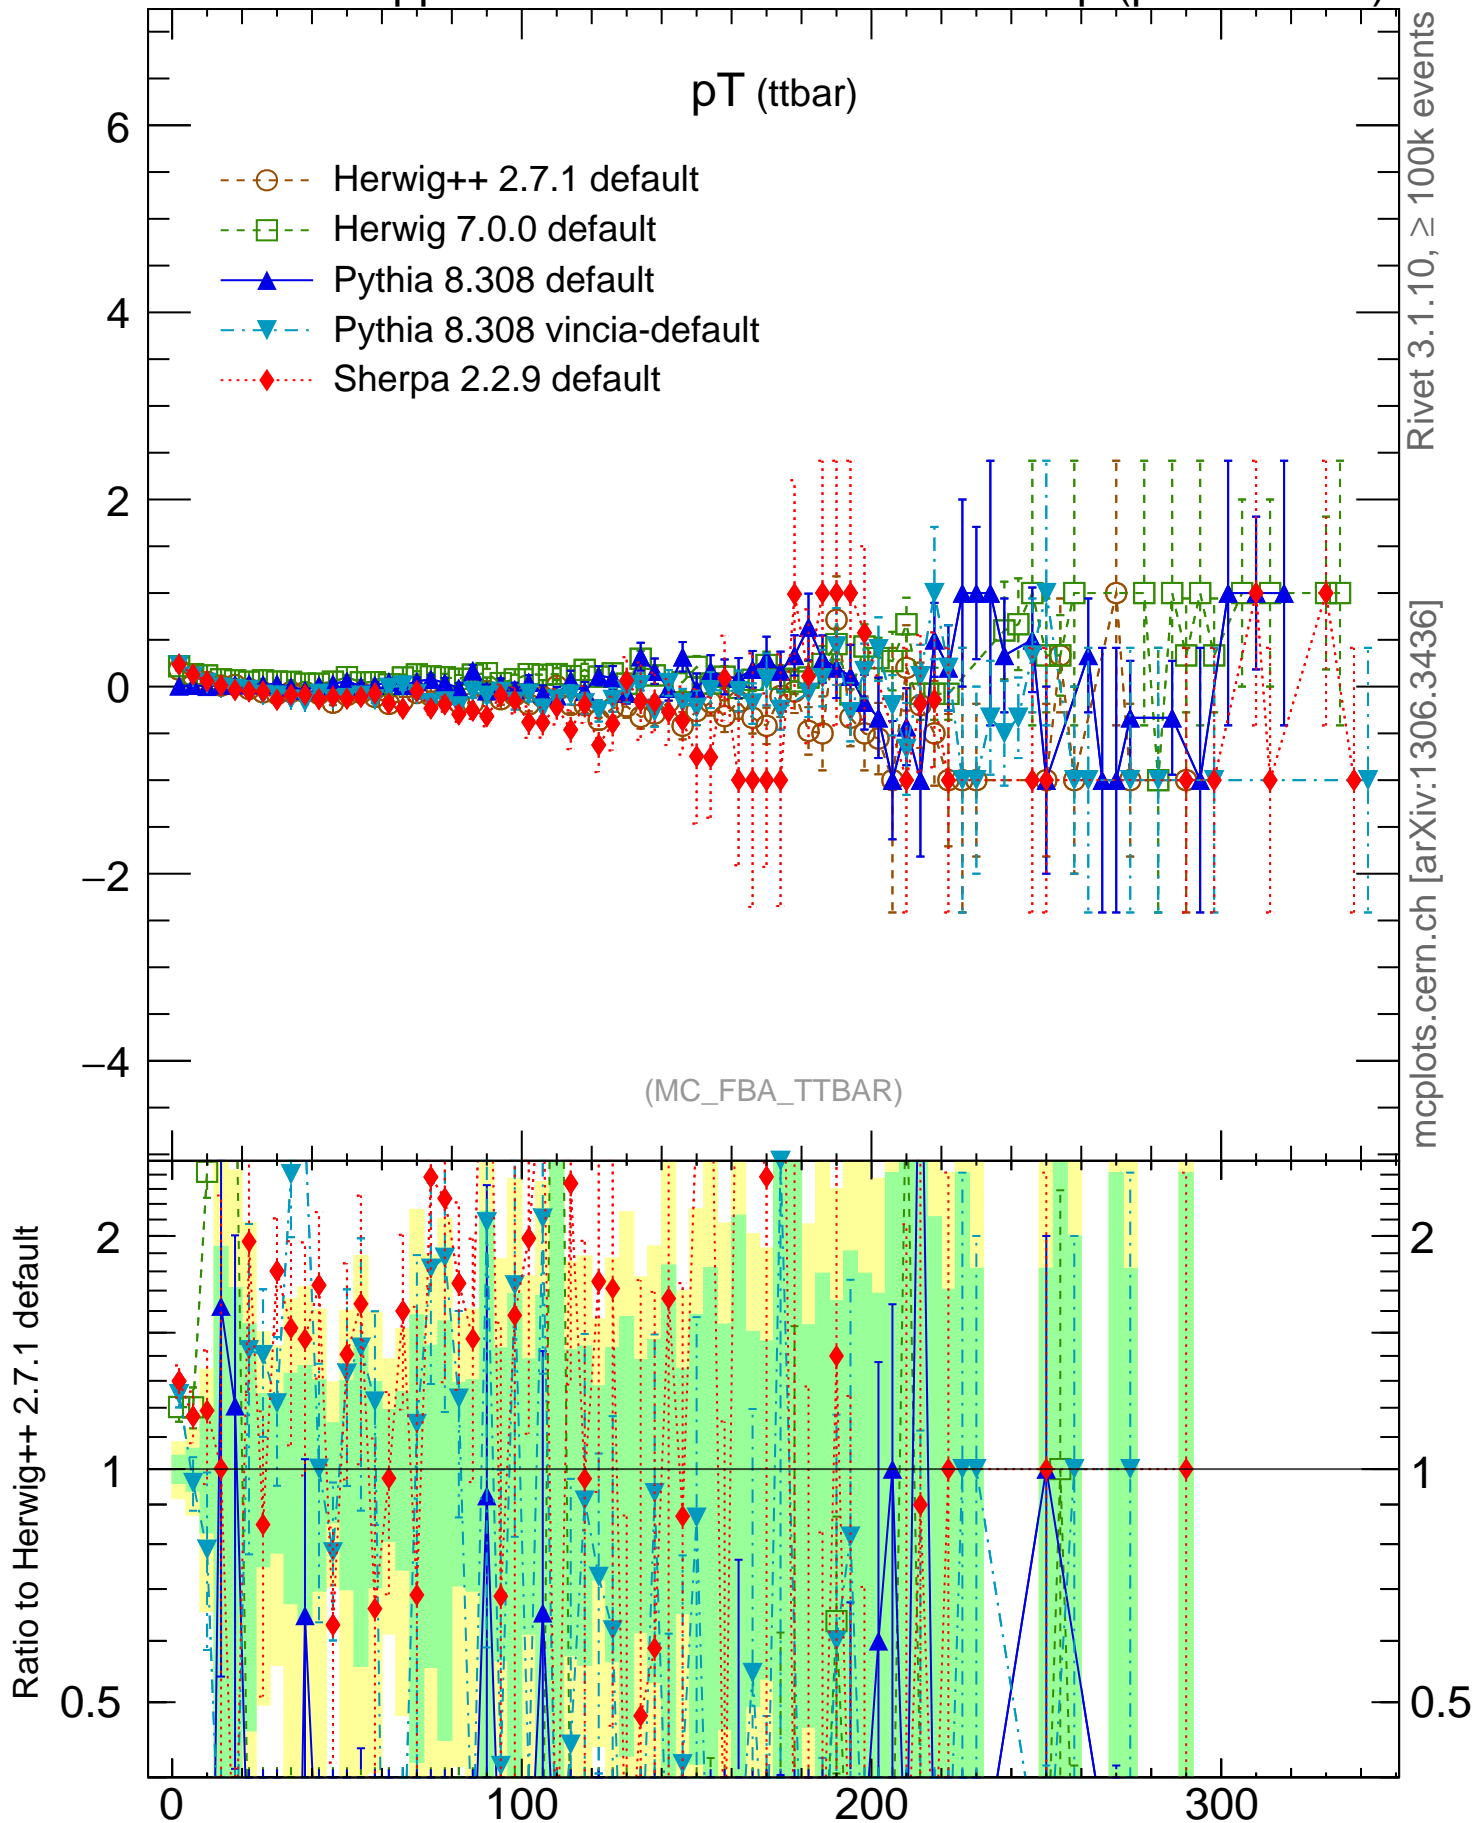 pT (ttbar)
Herwig++ 2.7.1 default
Herwig 7.0.0 default
Pythia 8.308 default
Pythia 8.308 vincia-default
Sherpa 2.2.9 default
6
4
2
0
−2
−4
(MC_FBA_TTBAR)
Rivet 3.1.10, ≥ 100k events
mcplots.cern.ch [arXiv:1306.3436]
Ratio to Herwig++ 2.7.1 default
2
1
0.5
2
1
0.5
0 100 200 300